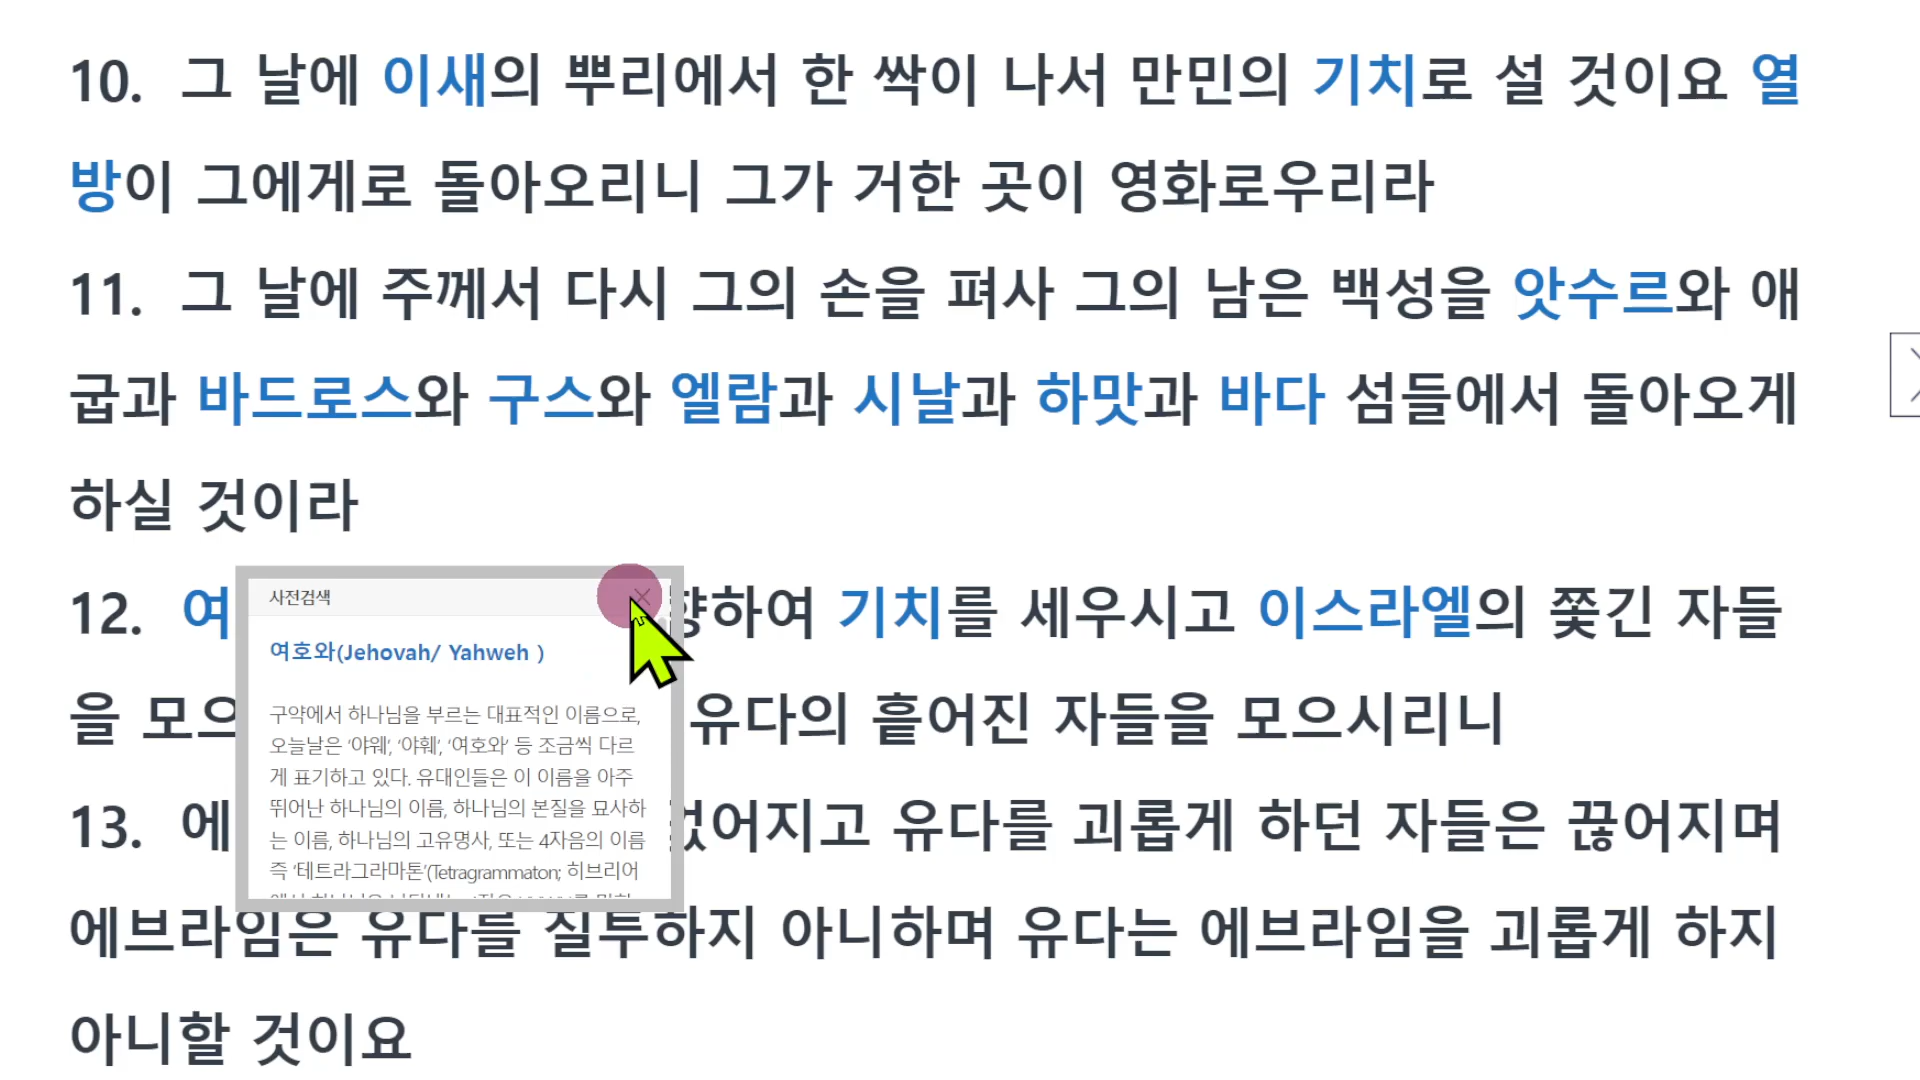 10. 그 날에 이새의 뿌리에서 한 싹이 나서 만민의 기치로 설 것이요 열
방이 그에게로 돌아오리니 그가 거한 곳이 영화로우리라
11. 그 날에 주께서 다시 그의 손을 펴사 그의 남은 백성을 앗수르와 애
굽과 바드로스와 구스와 엘람과 시날과 하맛과 바다 섬들에서 돌아오게
하실 것이라
12. 여 향하여 기치를 세우시고 이스라엘의 쫓긴 자들
을 모으 유다의 흩어진 자들을 모으시리니
13. 에 없어지고 유다를 괴롭게 하던 자들은 끊어지며
에브라임은 유다를 질투하지 아니하며 유다는 에브라임을 괴롭게 하지
아니할 것이요
사전검색
여호와(Jehovah/ Yahweh )
구약에서 하나님을 부르는 대표적인 이름으로,
오늘날은 ‘야웨’, ‘야훼’, ‘여호와’ 등 조금씩 다르
게 표기하고 있다. 유대인들은 이 이름을 아주
뛰어난 하나님의 이름, 하나님의 본질을 묘사하
는 이름, 하나님의 고유명사, 또는 4자음의 이름
즉 ‘테트라그라마톤’(Tetragrammaton; 히브리어